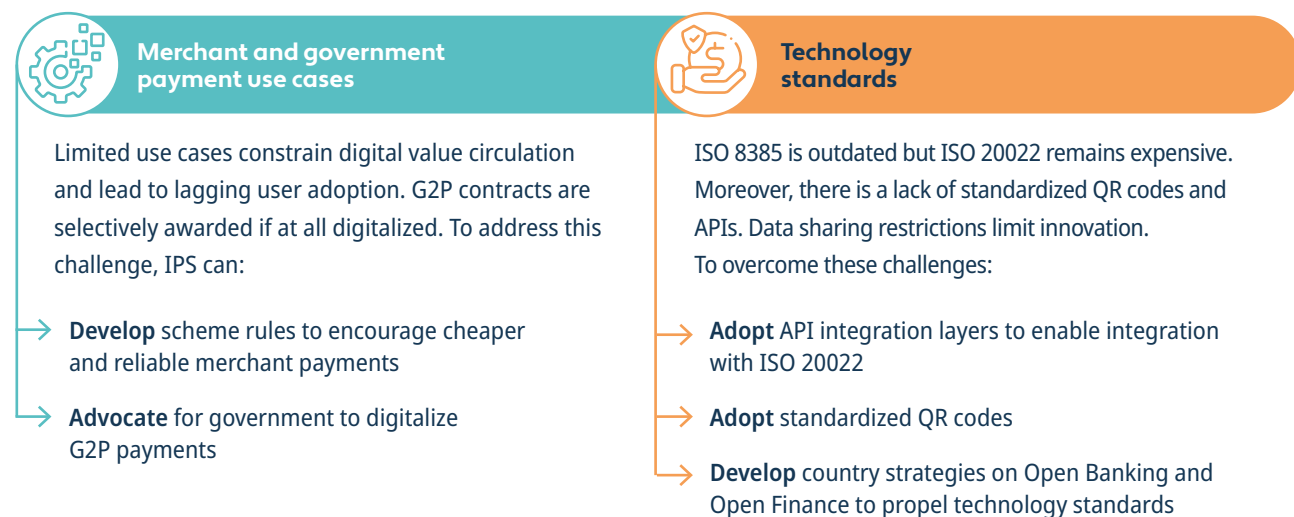 Merchant and government
payment use cases
Limited use cases constrain digital value circulation
and lead to lagging user adoption. G2P contracts are
selectively awarded if at all digitalized. To address this
challenge, IPS can:
Develop scheme rules to encourage cheaper
and reliable merchant payments
Advocate for government to digitalize
G2P payments
Technology
standards
ISO 8385 is outdated but ISO 20022 remains expensive.
Moreover, there is a lack of standardized QR codes and
APIs. Data sharing restrictions limit innovation.
To overcome these challenges:
Adopt API integration layers to enable integration
with ISO 20022
Adopt standardized QR codes
Develop country strategies on Open Banking and
Open Finance to propel technology standards